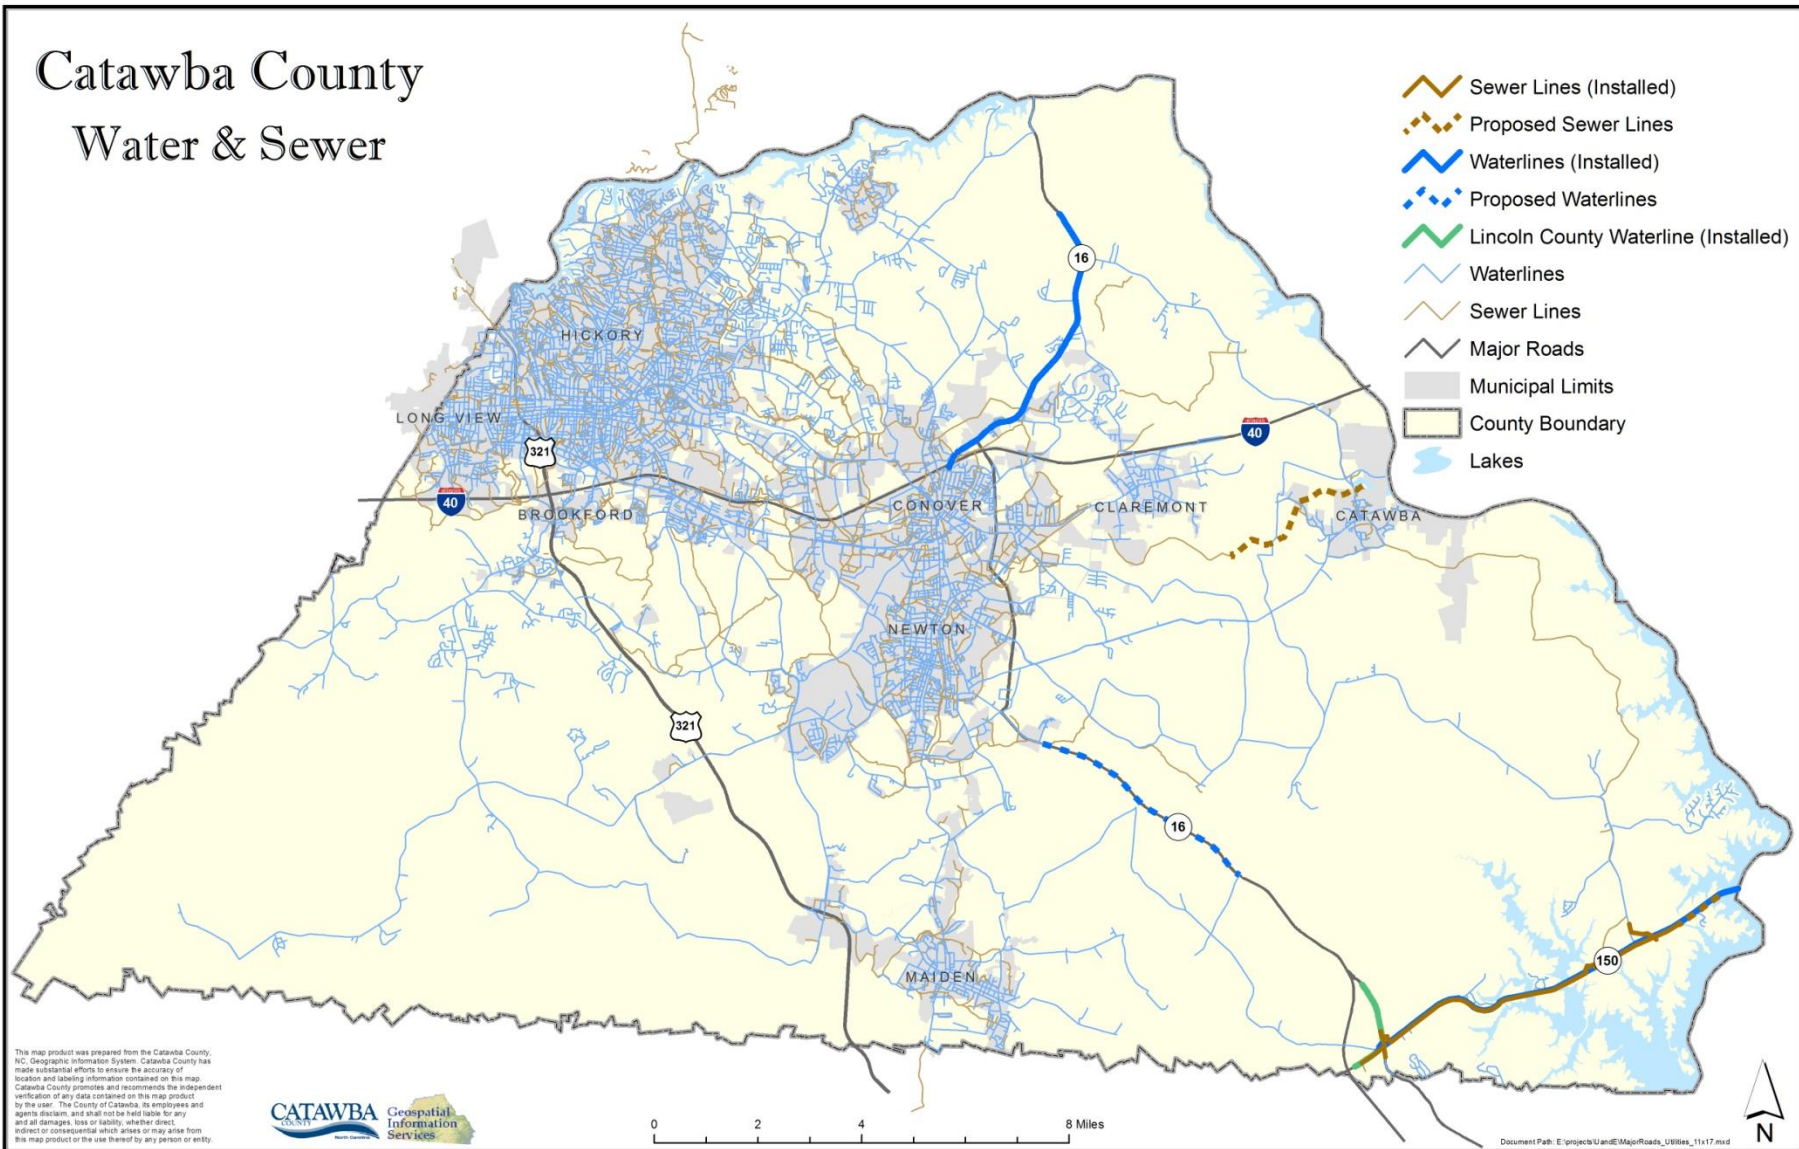 Catawba County
Water & Sewer
Sewer Lines (Installed)
Proposed Sewer Lines
Waterlines (Installed)
Proposed Waterlines
Lincoln County Waterline (Installed)
Waterlines
Sewer Lines
Major Roads
Municipal Limits
County Boundary
Lakes
16
HICKORY
LONG VIEW
321
40
40
BROOKFORD
CONOVER
CLAREMONT
CATAWBA
NEWTON
321
16
150
MAIDEN
This map product was prepared from the Catawba County,
NC, Geographic Information System. Catawba County has
made substantial efforts to ensure the accuracy of
location and labeling information contained on this map.
Catawba County promotes and recommends the independent
verification of any data contained on this map product
by the user. The County of Catawba, its employees and
agents disclaim, and shall not be held liable for any
and all damages, loss or liability, whether direct,
indirect or consequential which arises or may arise from
this map product or the use thereof by any person or entity.
CATAWBA
COUNTY
North Carolina
Geospatial
Information
Services
0 2 4 6 8 Miles
N
Document Path: E:\projects\UandE\MajorRoads_Utilities_11x17.mxd